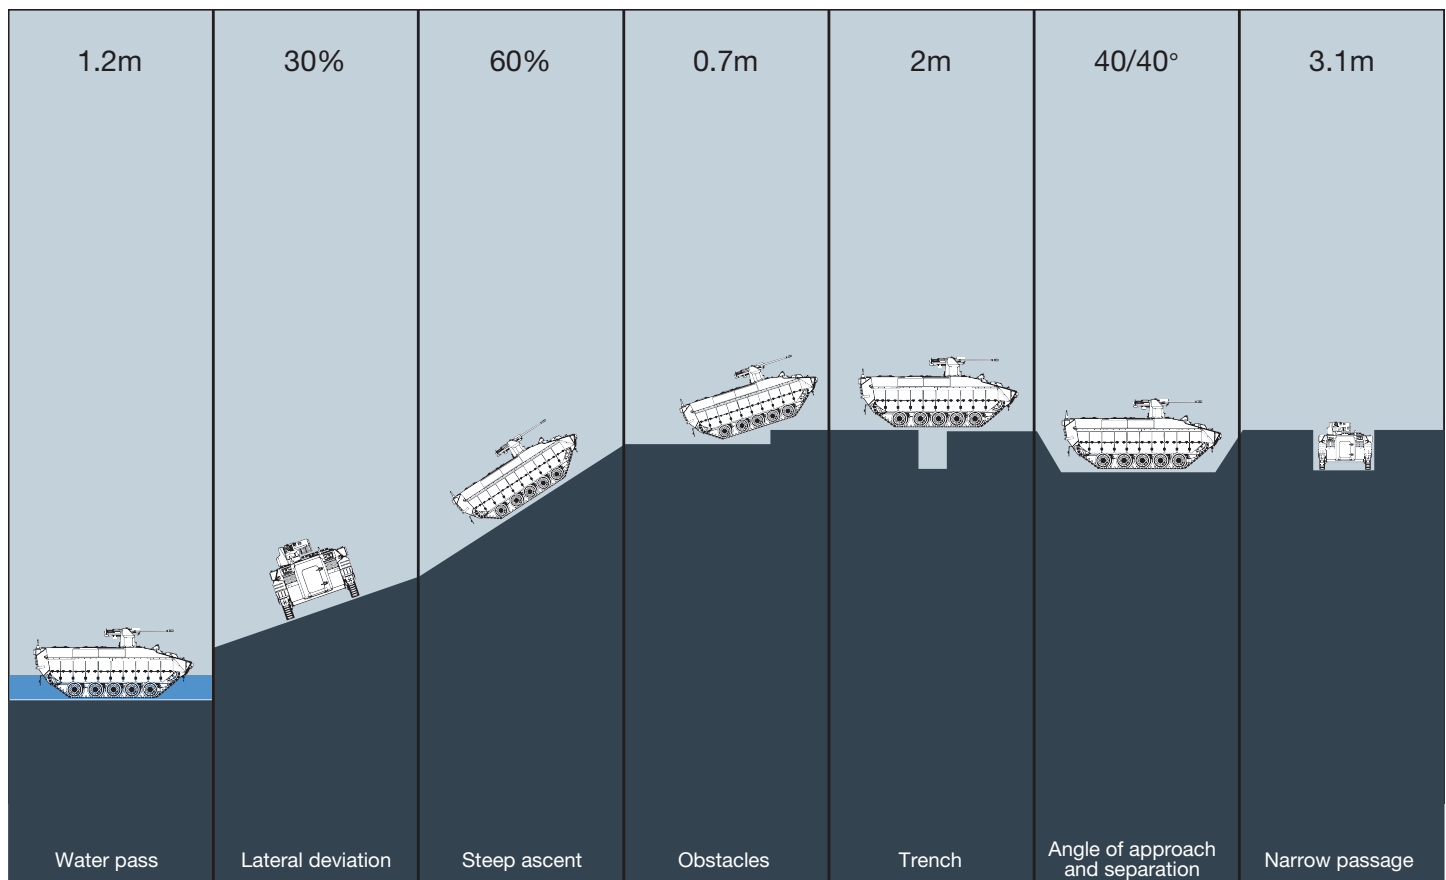 1.2m
30%
60%
0.7m
2m
40/40°
3.1m
Water pass
Lateral deviation
Steep ascent
Obstacles
Trench
Angle of approach
and separation
Narrow passage